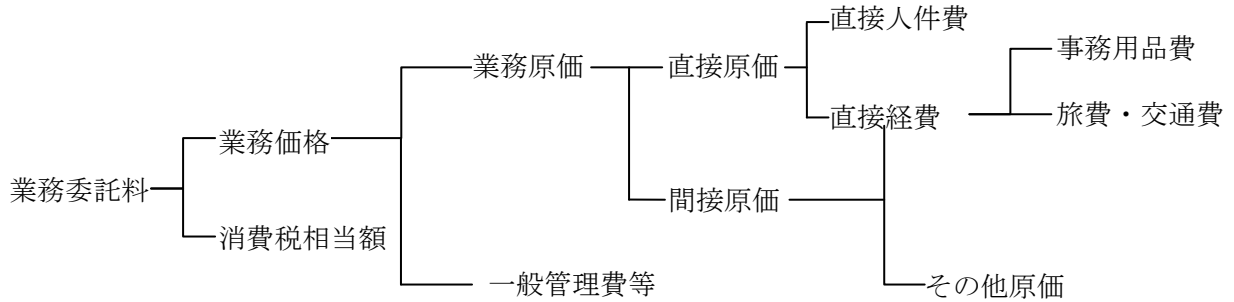 直接人件費
事務用品費
業務原価
直接原価
直接経費
旅費・交通費
業務価格
業務委託料
間接原価
消費税相当額
一般管理費等
その他原価